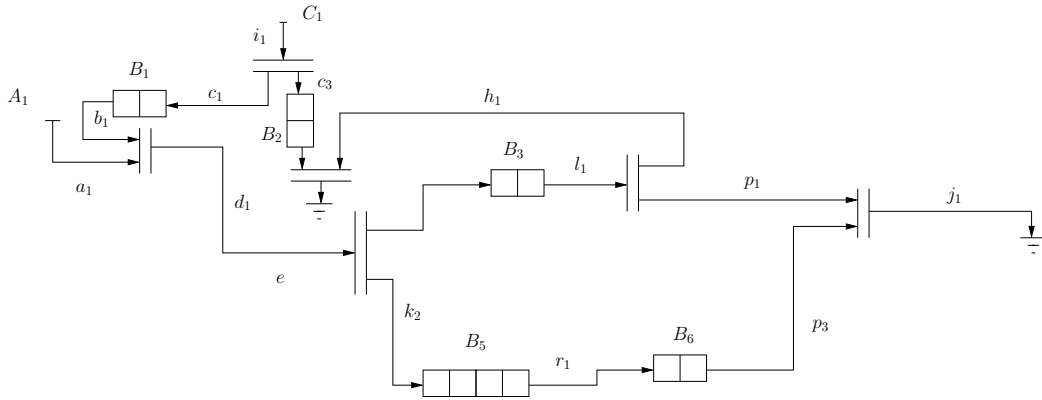 C₁
i₁
B₁
c₃
A₁
c₁
h₁
b₁
B₂
B₃
l₁
a₁
d₁
p₁
j₁
e
k₂
p₃
B₅
r₁
B₆